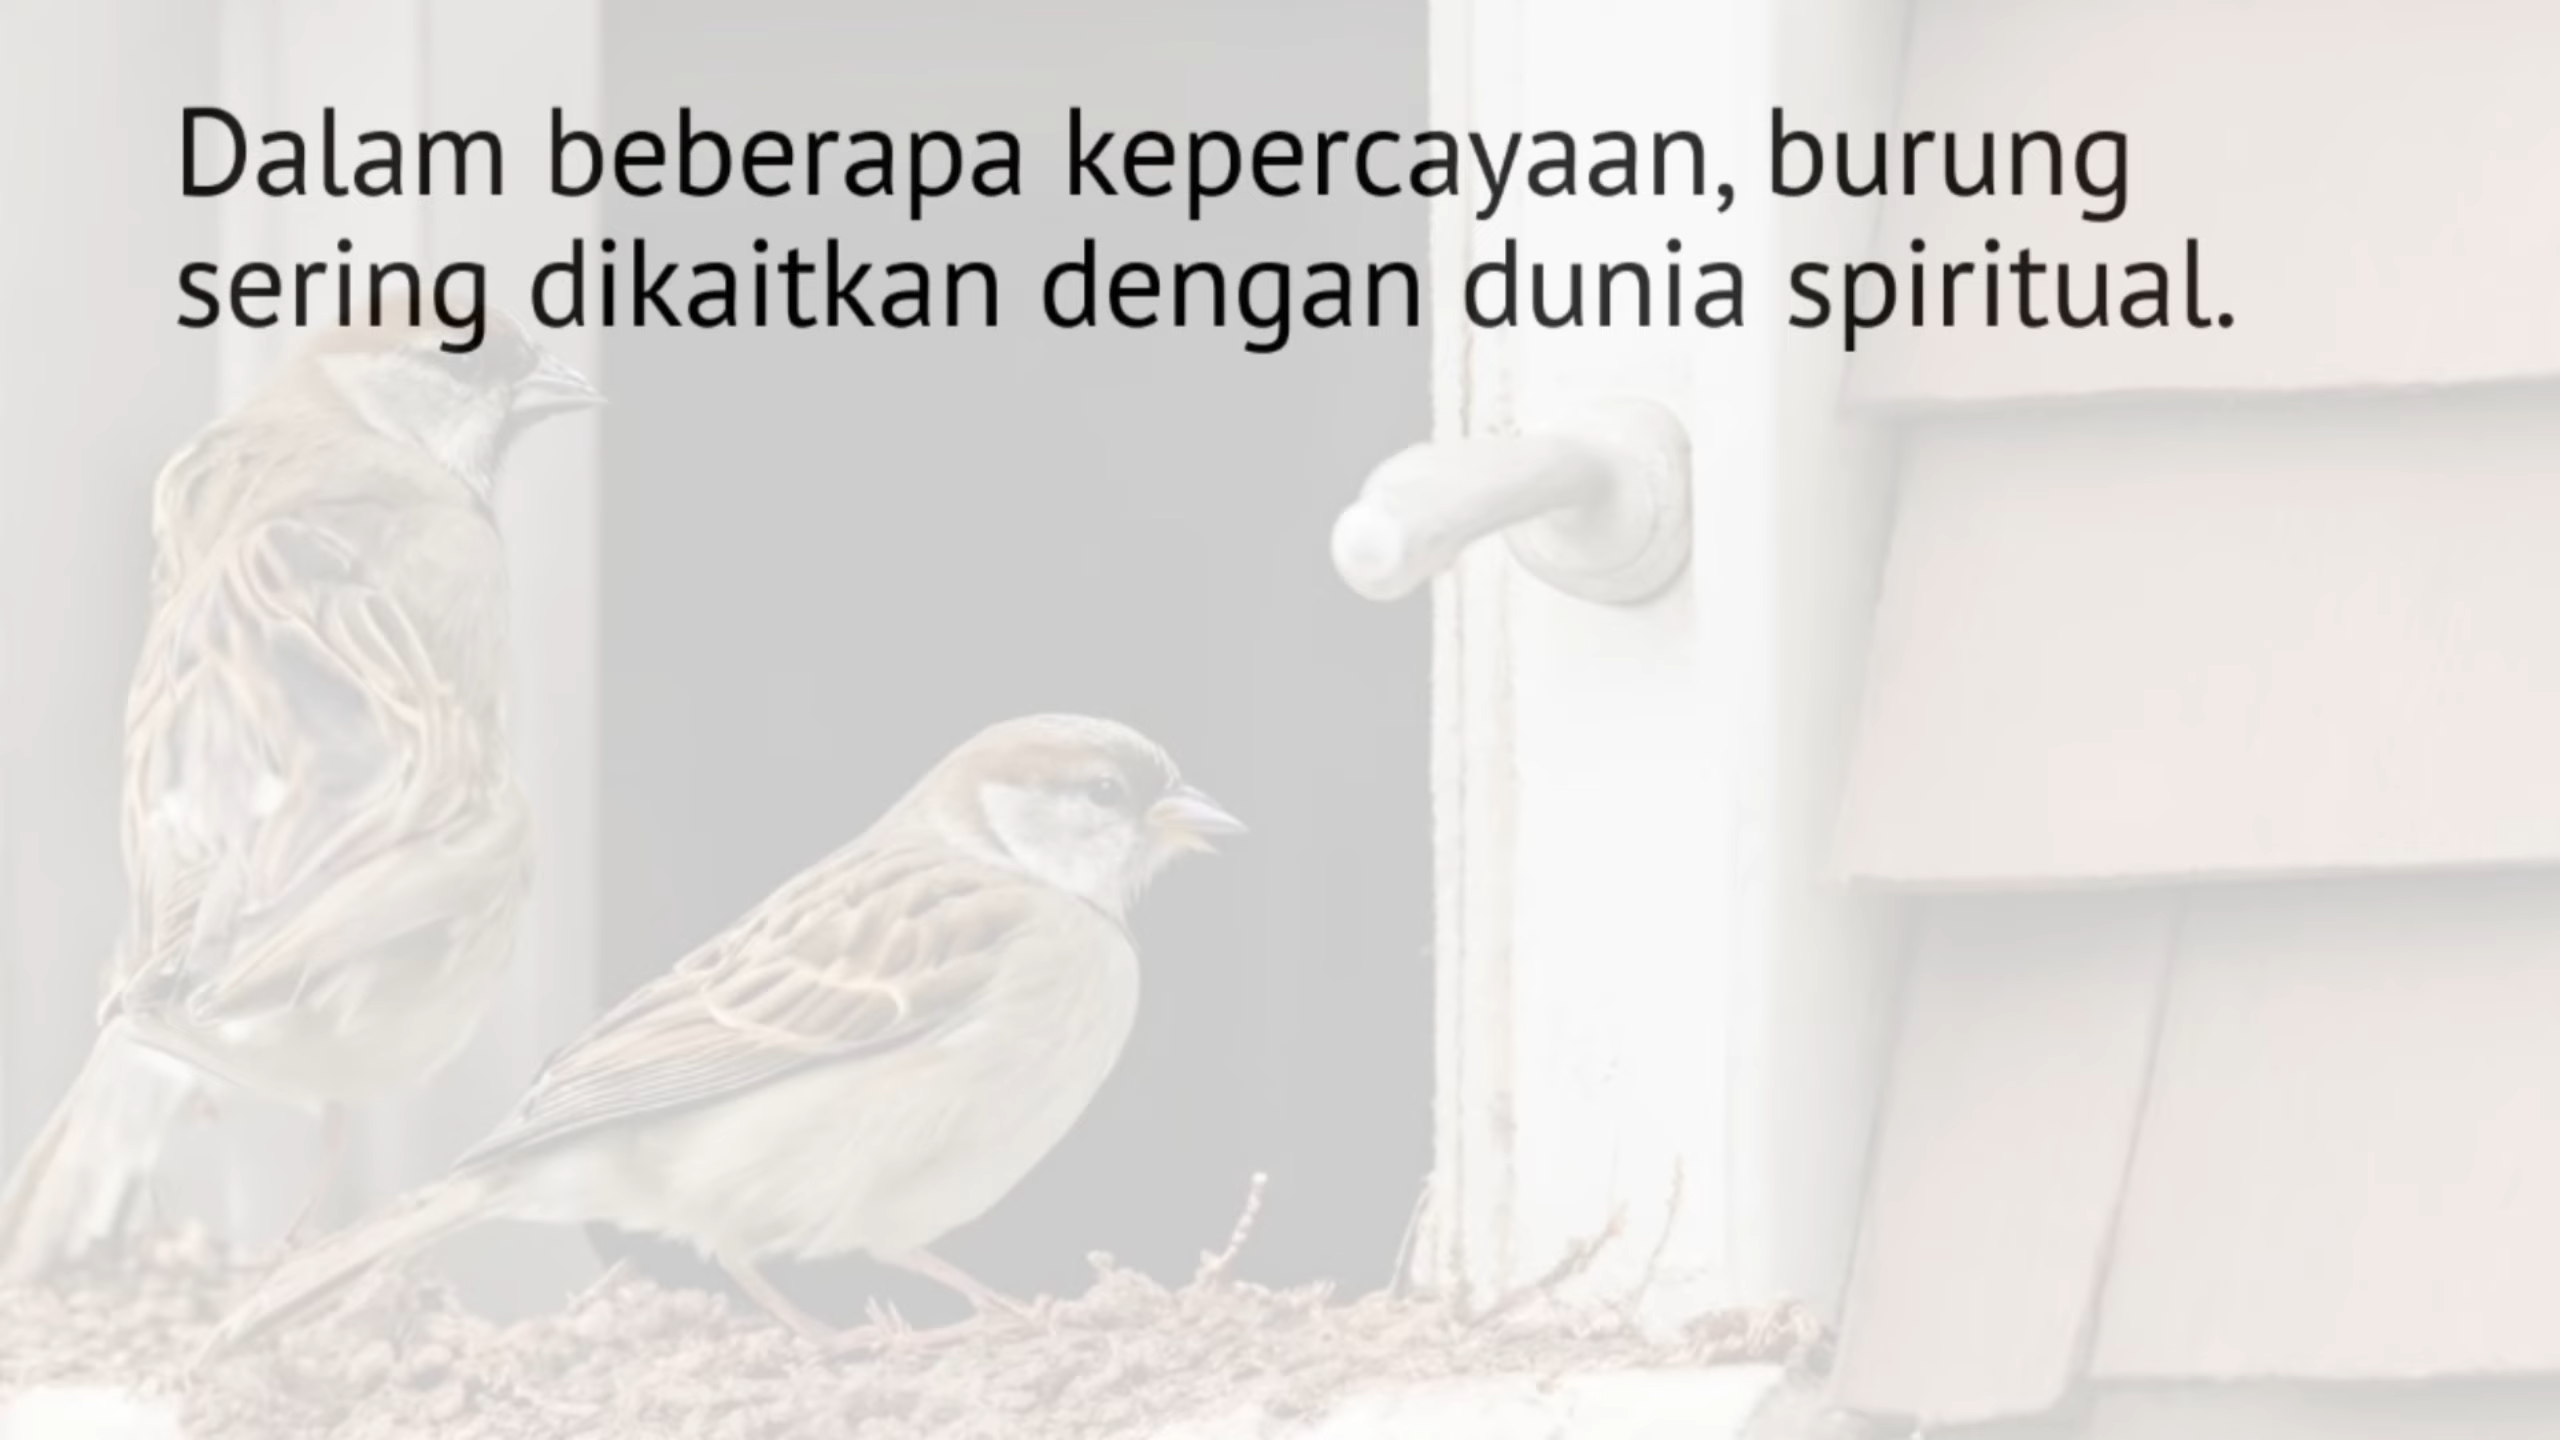 Dalam beberapa kepercayaan, burung
sering dikaitkan dengan dunia spiritual.